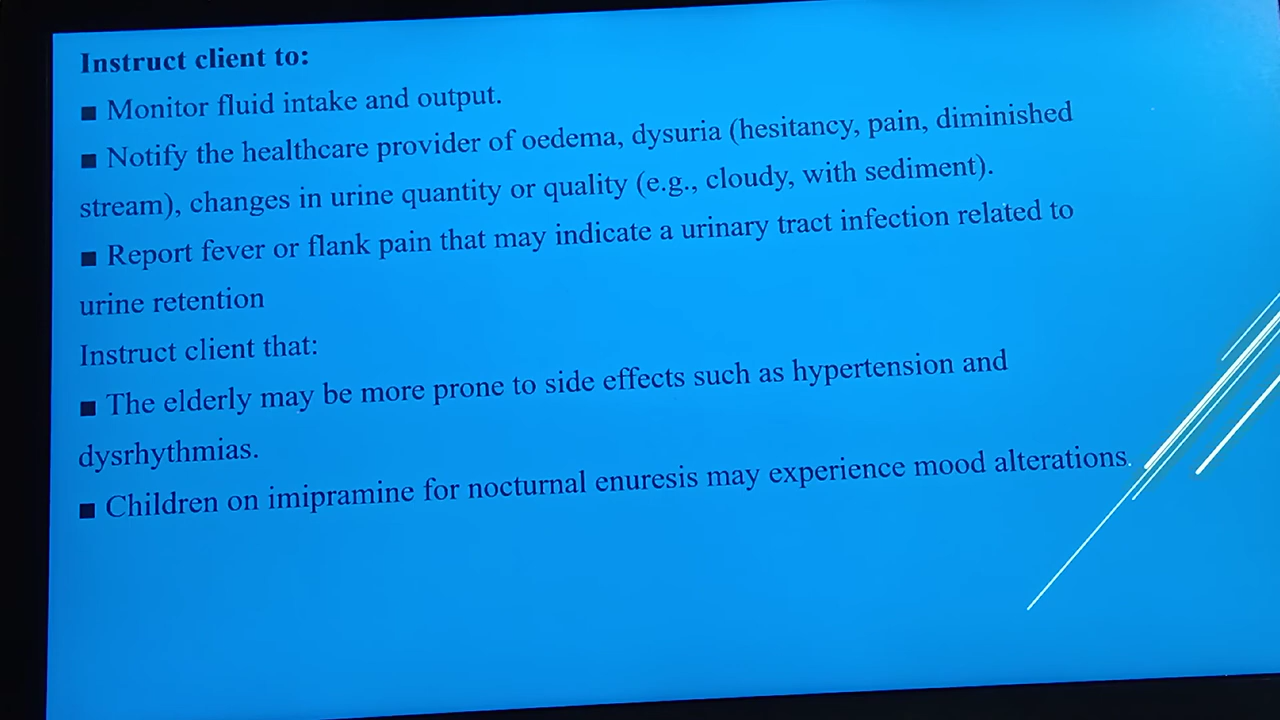 Instruct client to:
■ Monitor fluid intake and output.
■ Notify the healthcare provider of oedema, dysuria (hesitancy, pain, diminished
stream), changes in urine quantity or quality (e.g., cloudy, with sediment).
■ Report fever or flank pain that may indicate a urinary tract infection related to
urine retention
Instruct client that:
■ The elderly may be more prone to side effects such as hypertension and
dysrhythmias.
■ Children on imipramine for nocturnal enuresis may experience mood alterations.